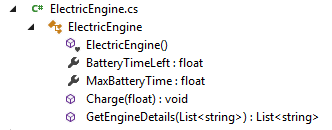 C# ElectricEngine.cs
ElectricEngine
ElectricEngine()
BatteryTimeLeft : float
MaxBatteryTime : float
Charge(float) : void
GetEngineDetails(List<string>) : List<string>